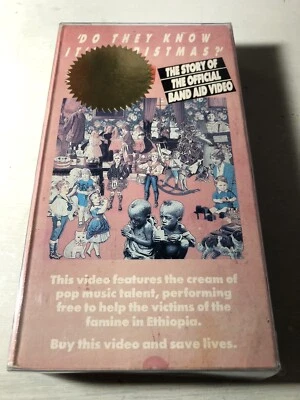 'DO THEY KNOW
IT'S CHRISTMAS?'
THE STORY OF
THE OFFICIAL
BAND AID VIDEO
This video features the cream of
pop music talent, performing
free to help the victims of the
famine in Ethiopia.
Buy this video and save lives.